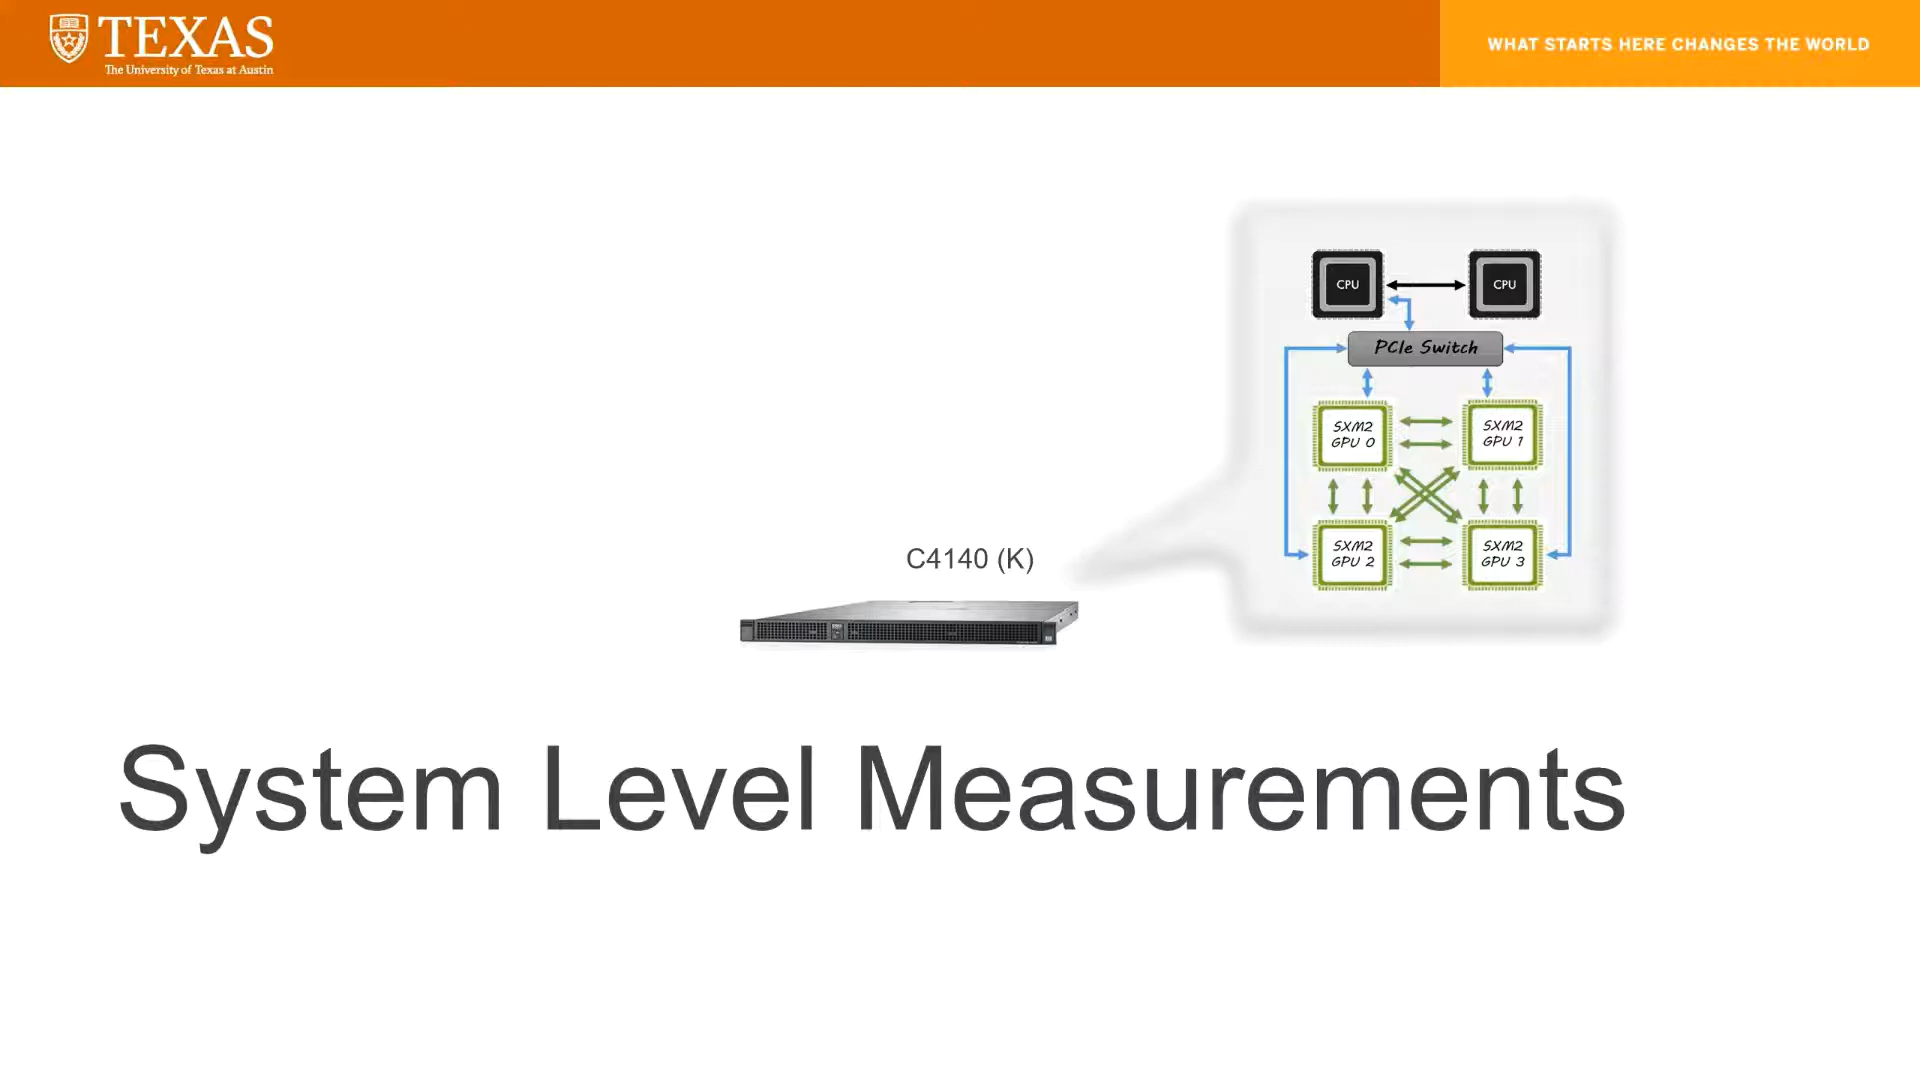 TEXAS
The University of Texas at Austin
WHAT STARTS HERE CHANGES THE WORLD
CPU
CPU
PCIe Switch
SXM2
GPU 0
SXM2
GPU 1
SXM2
GPU 2
SXM2
GPU 3
C4140 (K)
System Level Measurements